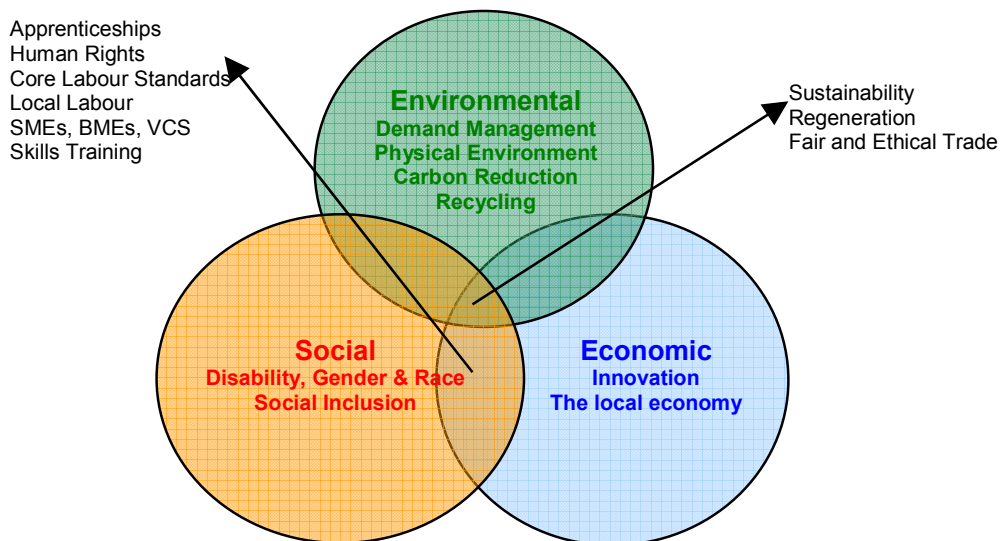 Apprenticeships
Human Rights
Core Labour Standards
Local Labour
SMEs, BMEs, VCS
Skills Training
Environmental
Demand Management
Physical Environment
Carbon Reduction
Recycling
Sustainability
Regeneration
Fair and Ethical Trade
Social
Disability, Gender & Race
Social Inclusion
Economic
Innovation
The local economy